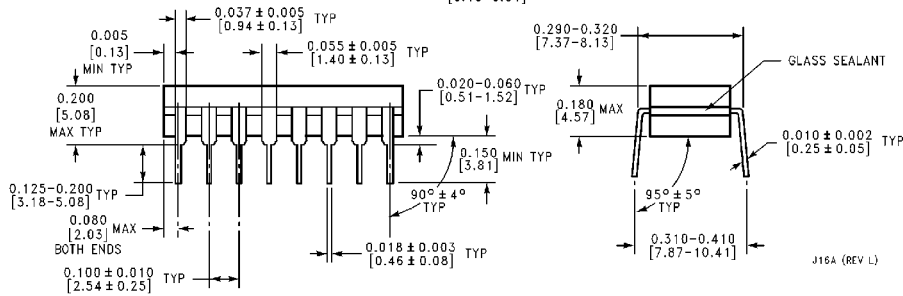 0.037 ± 0.005 TYP
[0.94 ± 0.13]
0.005
[0.13]
MIN TYP
0.055 ± 0.005 TYP
[1.40 ± 0.13]
0.020-0.060 TYP
[0.51-1.52]
0.200
[5.08]
MAX TYP
0.150 MIN TYP
[3.81]
0.125-0.200 TYP
[3.18-5.08]
90° ± 4°
TYP
0.080 MAX
[2.03]
BOTH ENDS
0.018 ± 0.003 TYP
[0.46 ± 0.08]
0.100 ± 0.010 TYP
[2.54 ± 0.25]
0.290-0.320
[7.37-8.13]
GLASS SEALANT
0.180 MAX
[4.57]
0.010 ± 0.002 TYP
[0.25 ± 0.05]
95° ± 5°
TYP
0.310-0.410
[7.87-10.41]
J16A (REV L)